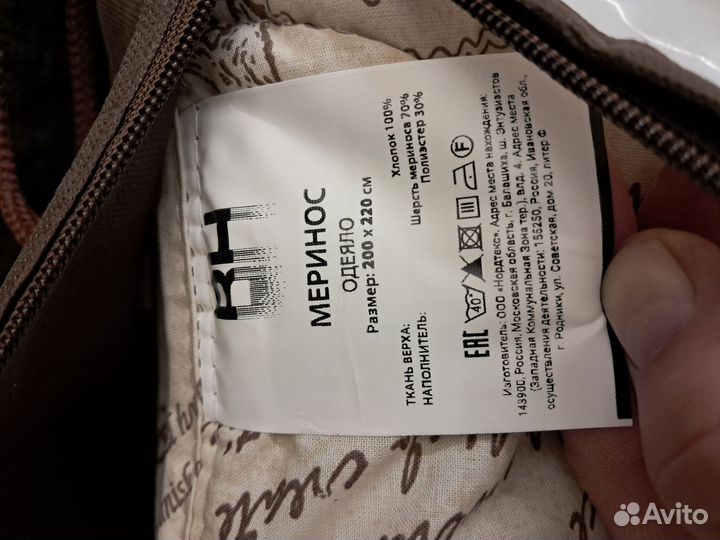 ВН
МЕРИНОС
ОДЕЯЛО
Размер: 200 x 220 см
ТКАНЬ ВЕРХА: Хлопок 100%
НАПОЛНИТЕЛЬ: Шерсть мериноса 70%
Полиэстер 30%
EAC 40° F
Изготовитель: ООО «Нордтекс». Адрес места нахождения:
143900, Россия, Московская область, г. Балашиха, ш. Энтузиастов
(Западная Коммунальная Зона тер.), влд. 4. Адрес места
осуществления деятельности: 155250, Россия, Ивановская обл.,
г. Родники, ул. Советская, дом 20, литер Ф
create
Avito